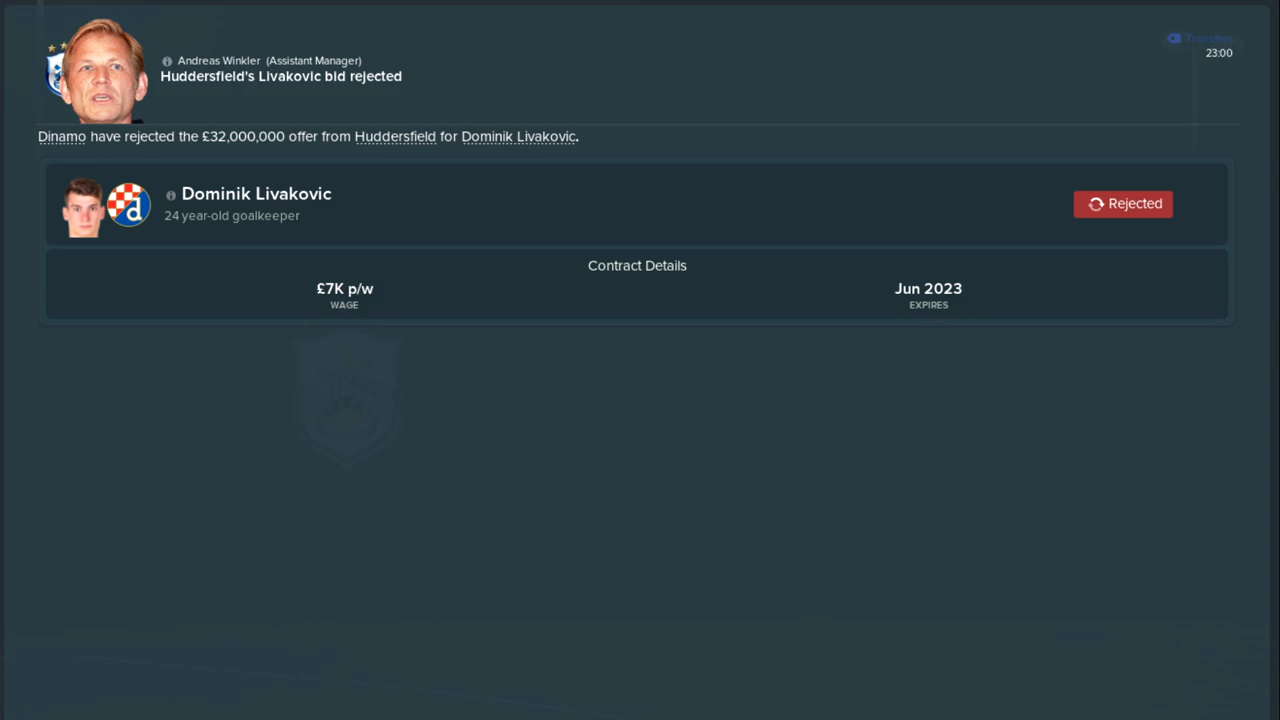 Transfers
23:00
Andreas Winkler (Assistant Manager)
Huddersfield's Livakovic bid rejected
Dinamo have rejected the £32,000,000 offer from Huddersfield for Dominik Livakovic.
Dominik Livakovic
24 year-old goalkeeper
Rejected
Contract Details
£7K p/w
WAGE
Jun 2023
EXPIRES